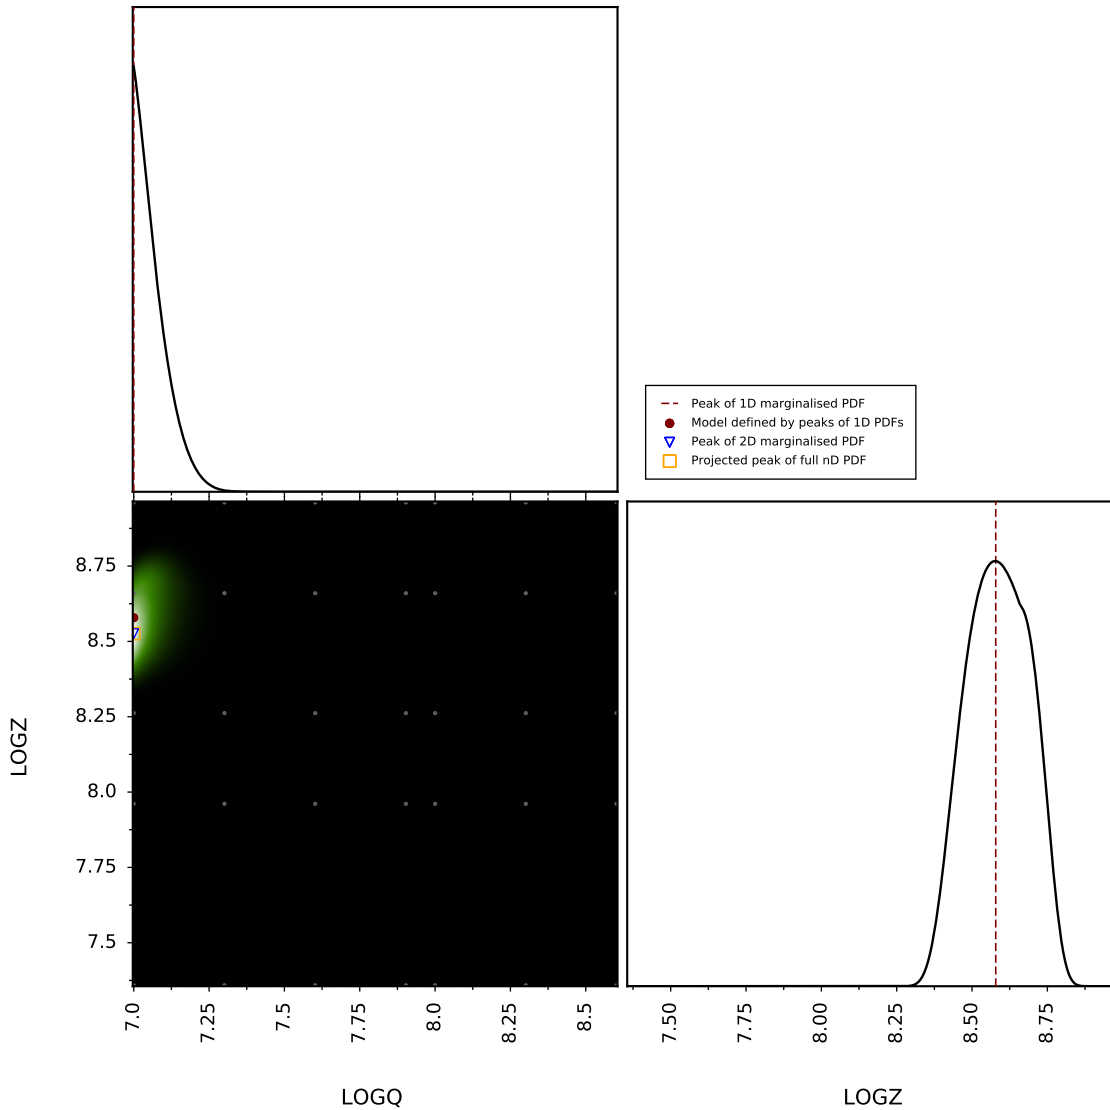 Peak of 1D marginalised PDF
Model defined by peaks of 1D PDFs
Peak of 2D marginalised PDF
Projected peak of full nD PDF
8.75
8.5
8.25
8.0
7.75
7.5
LOGZ
7.0
7.25
7.5
7.75
8.0
8.25
8.5
LOGQ
7.50
7.75
8.00
8.25
8.50
8.75
LOGZ